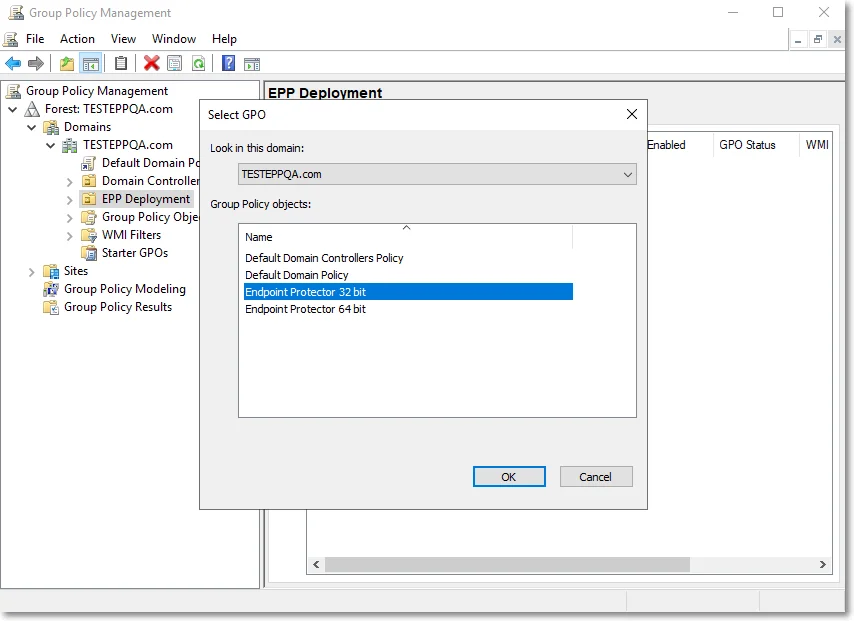 Group Policy Management
File Action View Window Help
Group Policy Management
Forest: TESTEPPQA.com
Domains
TESTEPPQA.com
Default Domain Po
Domain Controller
EPP Deployment
Group Policy Obje
WMI Filters
Starter GPOs
Sites
Group Policy Modeling
Group Policy Results
EPP Deployment
Enabled GPO Status WMI
Select GPO
Look in this domain:
TESTEPPQA.com
Group Policy objects:
Name
Default Domain Controllers Policy
Default Domain Policy
Endpoint Protector 32 bit
Endpoint Protector 64 bit
OK Cancel